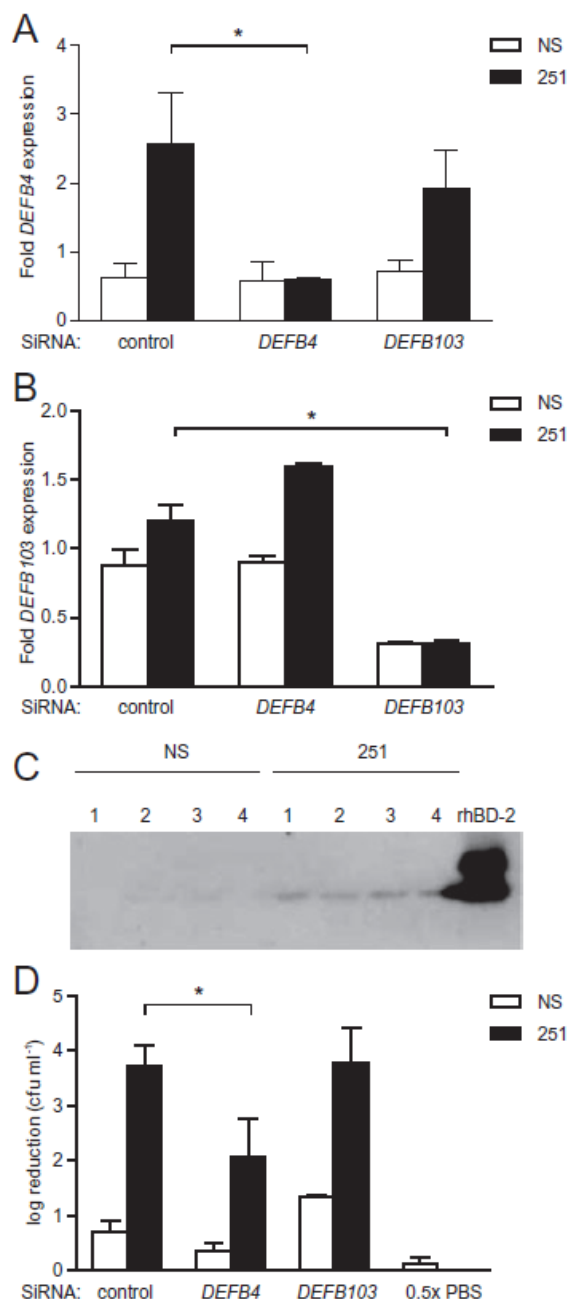 A
Fold DEFB4 expression
4
3
2
1
0
* 
NS
251
SiRNA: control DEFB4 DEFB103
B
Fold DEFB103 expression
2.0
1.5
1.0
0.5
0.0
*
NS
251
SiRNA: control DEFB4 DEFB103
C
NS 251
1 2 3 4 1 2 3 4 rhBD-2
D
log reduction (cfu ml⁻¹)
5
4
3
2
1
0
*
NS
251
SiRNA: control DEFB4 DEFB103 0.5x PBS